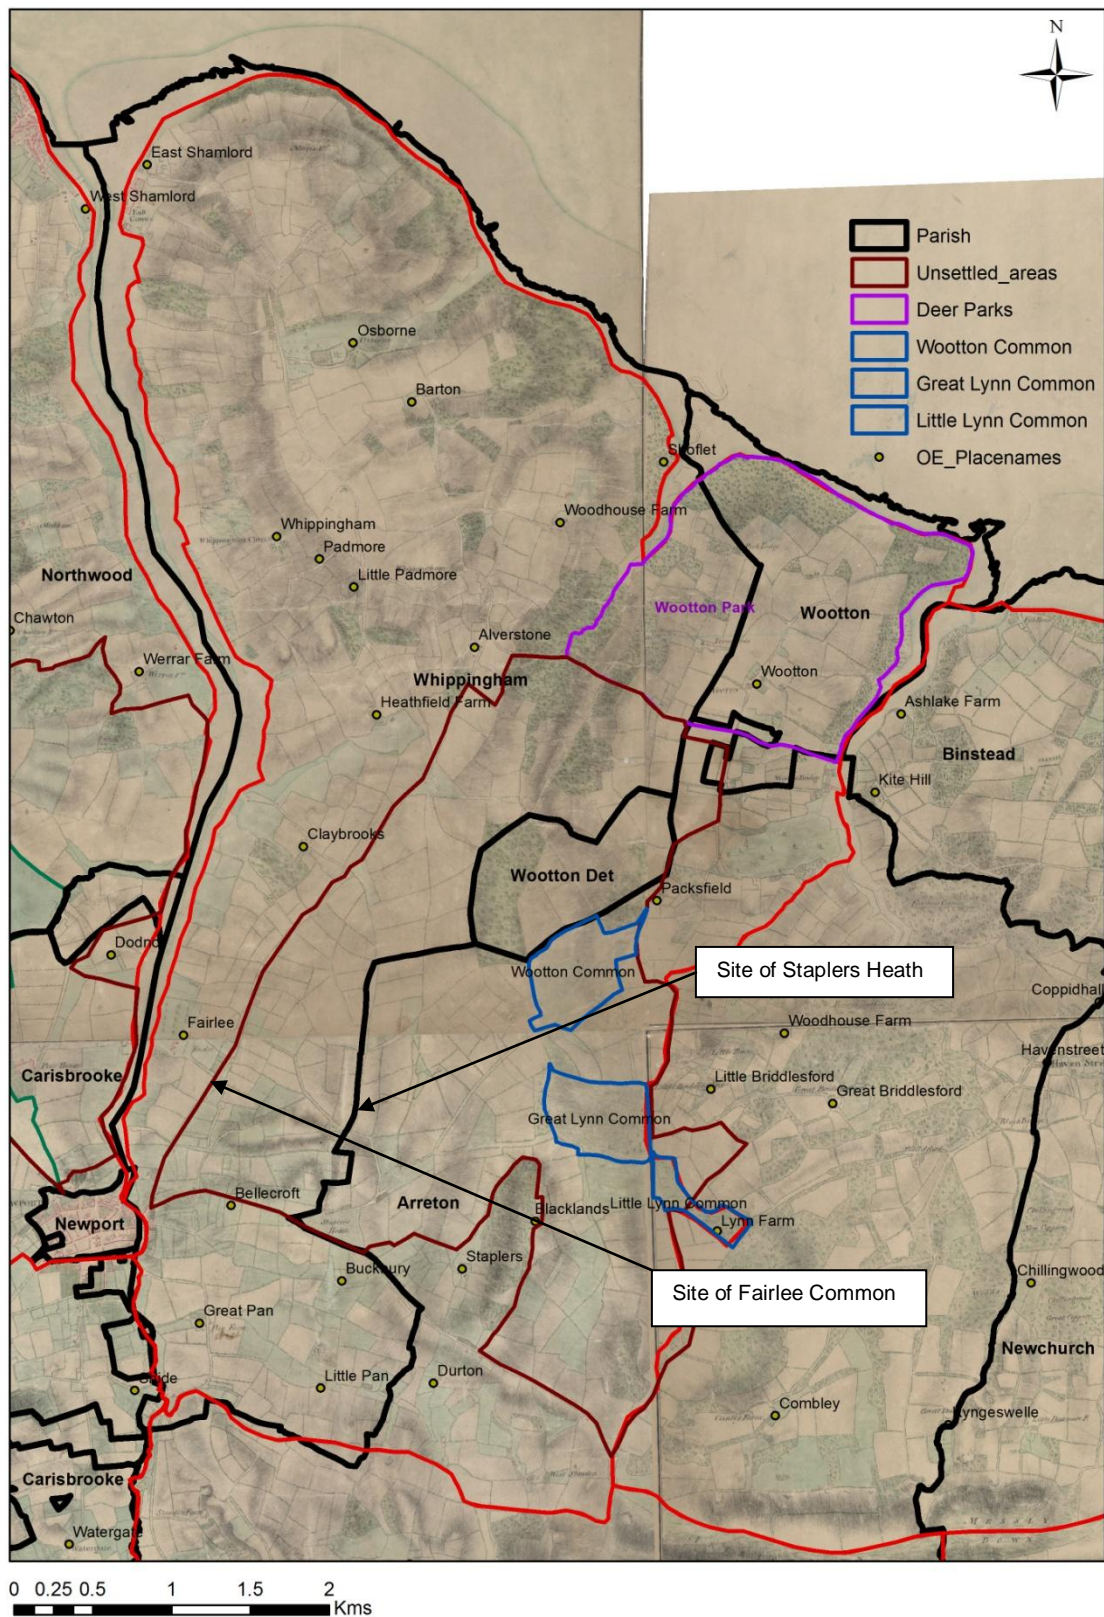 N
Parish
Unsettled_areas
Deer Parks
Wootton Common
Great Lynn Common
Little Lynn Common
OE_Placenames
East Shamlord
West Shamlord
Osborne
Barton
Woodhouse Farm
Whippingham
Padmore
Little Padmore
Northwood
Chawton
Wootton Park
Wootton
Alverstone
Werrar Farm
Whippingham
Wootton
Heathfield Farm
Ashlake Farm
Binstead
Kite Hill
Claybrooks
Wootton Det
Packsfield
Wootton Common
Site of Staplers Heath
Coppidhall
Fairlee
Woodhouse Farm
Havenstreet
Carisbrooke
Little Briddlesford
Great Briddlesford
Great Lynn Common
Bellecroft
Arreton
Little Lynn Common
Blacklands
Newport
Lynn Farm
Staplers
Buckbury
Chillingwood
Site of Fairlee Common
Great Pan
Newchurch
Little Pan
Durton
Combley
Carisbrooke
Watergate
0 0.25 0.5 1 1.5 2
Kms